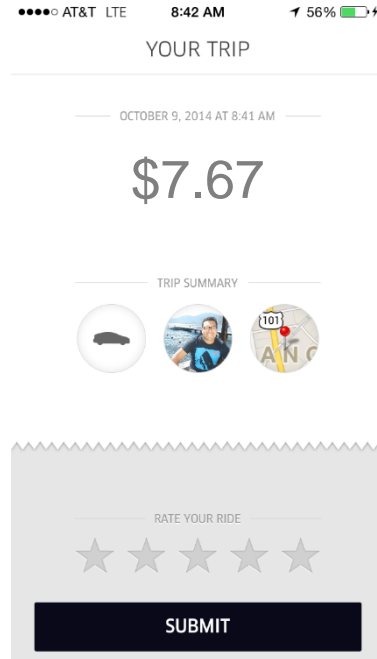 AT&T LTE 8:42 AM 56%
YOUR TRIP
OCTOBER 9, 2014 AT 8:41 AM
$7.67
TRIP SUMMARY
101
A N C
RATE YOUR RIDE
SUBMIT